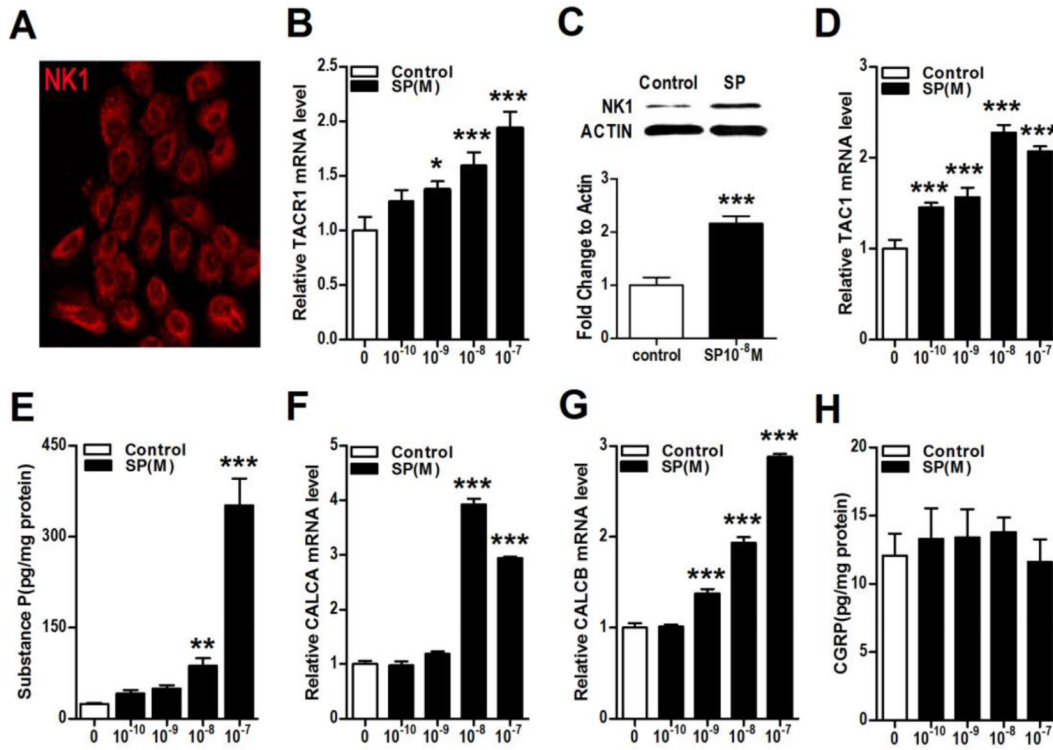 A
NK1
B
Relative TACR1 mRNA level
2.5
2.0
1.5
1.0
0.5
0.0
Control
SP(M)
*
***
***
0 10⁻¹⁰ 10⁻⁹ 10⁻⁸ 10⁻⁷
C
Control SP
NK1
ACTIN
Fold Change to Actin
3
2
1
0
***
control SP10⁻⁸M
D
Relative TAC1 mRNA level
3
2
1
0
Control
SP(M)
***
***
***
***
0 10⁻¹⁰ 10⁻⁹ 10⁻⁸ 10⁻⁷
E
Substance P(pg/mg protein)
450
300
150
0
Control
SP(M)
**
***
0 10⁻¹⁰ 10⁻⁹ 10⁻⁸ 10⁻⁷
F
Relative CALCA mRNA level
5
4
3
2
1
0
Control
SP(M)
***
***
0 10⁻¹⁰ 10⁻⁹ 10⁻⁸ 10⁻⁷
G
Relative CALCB mRNA level
3
2
1
0
Control
SP(M)
***
***
***
0 10⁻¹⁰ 10⁻⁹ 10⁻⁸ 10⁻⁷
H
CGRP(pg/mg protein)
20
15
10
5
0
Control
SP(M)
0 10⁻¹⁰ 10⁻⁹ 10⁻⁸ 10⁻⁷